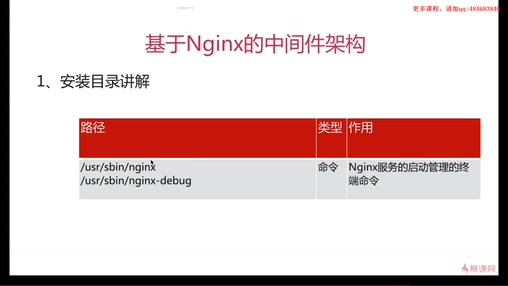 更多课程，请加qq:484683840
基于Nginx的中间件架构
1、安装目录讲解
路径 类型 作用
/usr/sbin/nginx 命令 Nginx服务的启动管理的终
/usr/sbin/nginx-debug 端命令
慕课网